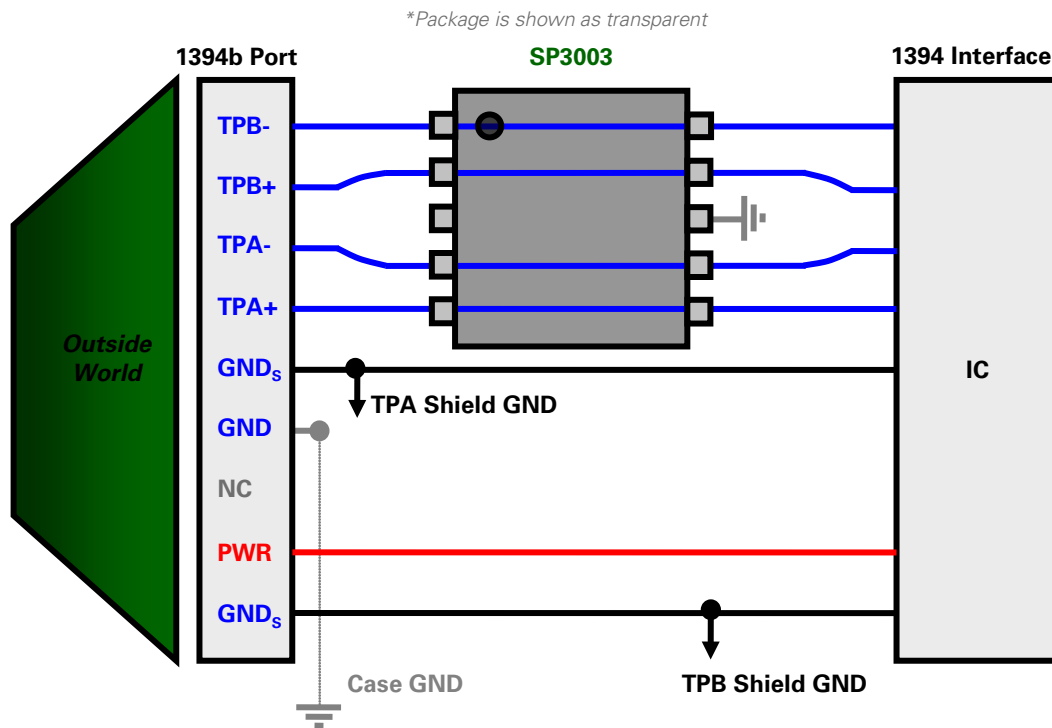 *Package is shown as transparent
1394b Port
SP3003
1394 Interface
TPB-
TPB+
TPA-
TPA+
GNDS
GND
NC
PWR
GNDS
Outside
World
IC
TPA Shield GND
Case GND
TPB Shield GND